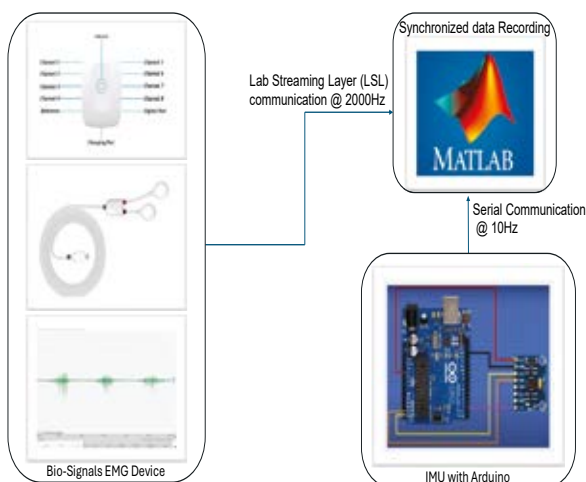 Synchronized data Recording
Lab Streaming Layer (LSL)
communication @ 2000Hz
MATLAB
Serial Communication
@ 10Hz
Channel 1
Channel 5
Channel 2
Channel 6
Channel 3
Channel 7
Channel 4
Channel 8
Reference
Digital Port
Charging Port
Bio-Signals EMG Device
IMU with Arduino